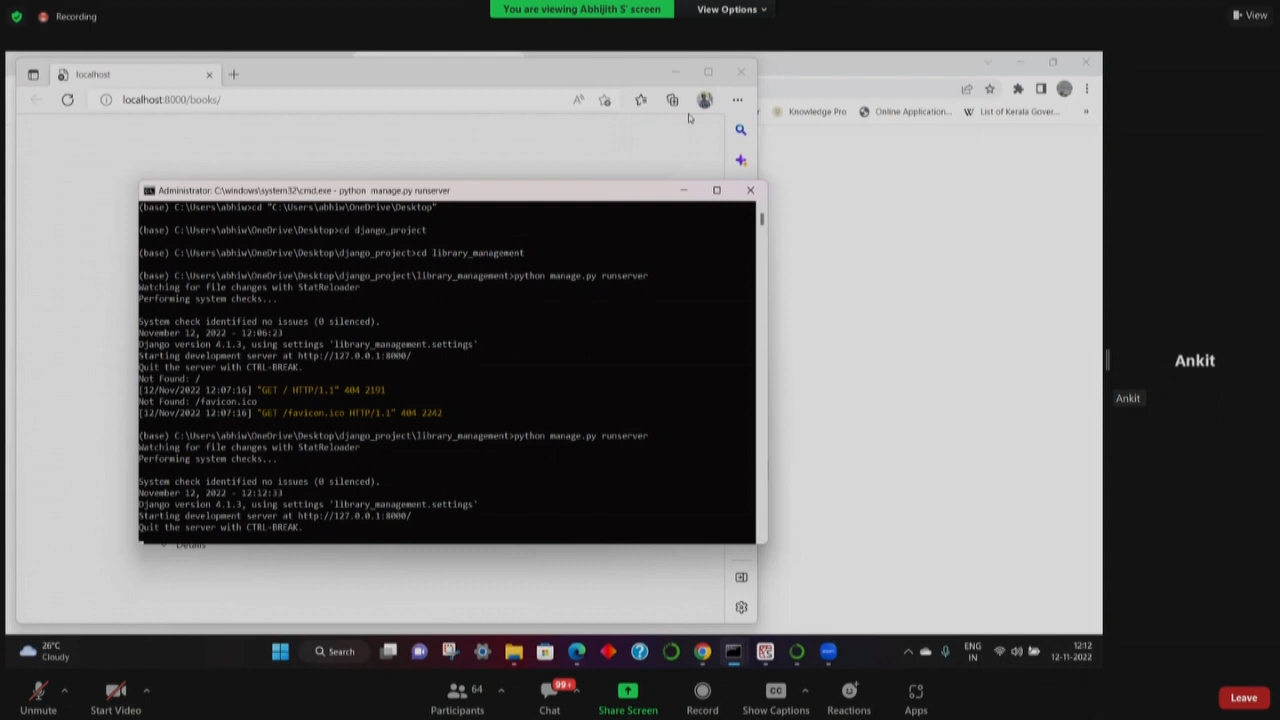 Recording
You are viewing Abhijith S' screen
View Options
View
localhost
localhost:8000/books/
Knowledge Pro
Online Application...
List of Kerala Gover...
Administrator: C:\windows\system32\cmd.exe - python manage.py runserver
(base) C:\Users\abhiw>cd "C:\Users\abhiw\OneDrive\Desktop"
(base) C:\Users\abhiw\OneDrive\Desktop>cd django_project
(base) C:\Users\abhiw\OneDrive\Desktop\django_project>cd library_management
(base) C:\Users\abhiw\OneDrive\Desktop\django_project\library_management>python manage.py runserver
Watching for file changes with StatReloader
Performing system checks...
System check identified no issues (0 silenced).
November 12, 2022 - 12:06:23
Django version 4.1.3, using settings 'library_management.settings'
Starting development server at http://127.0.0.1:8000/
Quit the server with CTRL-BREAK.
Not Found: /
[12/Nov/2022 12:07:16] "GET / HTTP/1.1" 404 2191
Not Found: /favicon.ico
[12/Nov/2022 12:07:16] "GET /favicon.ico HTTP/1.1" 404 2242
(base) C:\Users\abhiw\OneDrive\Desktop\django_project\library_management>python manage.py runserver
Watching for file changes with StatReloader
Performing system checks...
System check identified no issues (0 silenced).
November 12, 2022 - 12:12:33
Django version 4.1.3, using settings 'library_management.settings'
Starting development server at http://127.0.0.1:8000/
Quit the server with CTRL-BREAK.
Details
Ankit
Ankit
26°C
Cloudy
Search
ENG
IN
12:12
12-11-2022
Unmute
Start Video
64
Participants
99+
Chat
Share Screen
Record
CC
Show Captions
Reactions
Apps
Leave